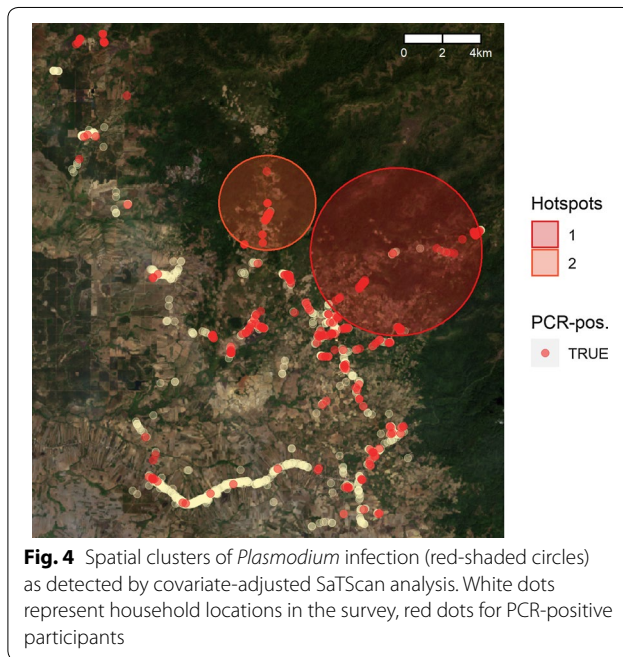 0 2 4km
Hotspots
1
2
PCR-pos.
TRUE
Fig. 4 Spatial clusters of Plasmodium infection (red-shaded circles)
as detected by covariate-adjusted SaTScan analysis. White dots
represent household locations in the survey, red dots for PCR-positive
participants